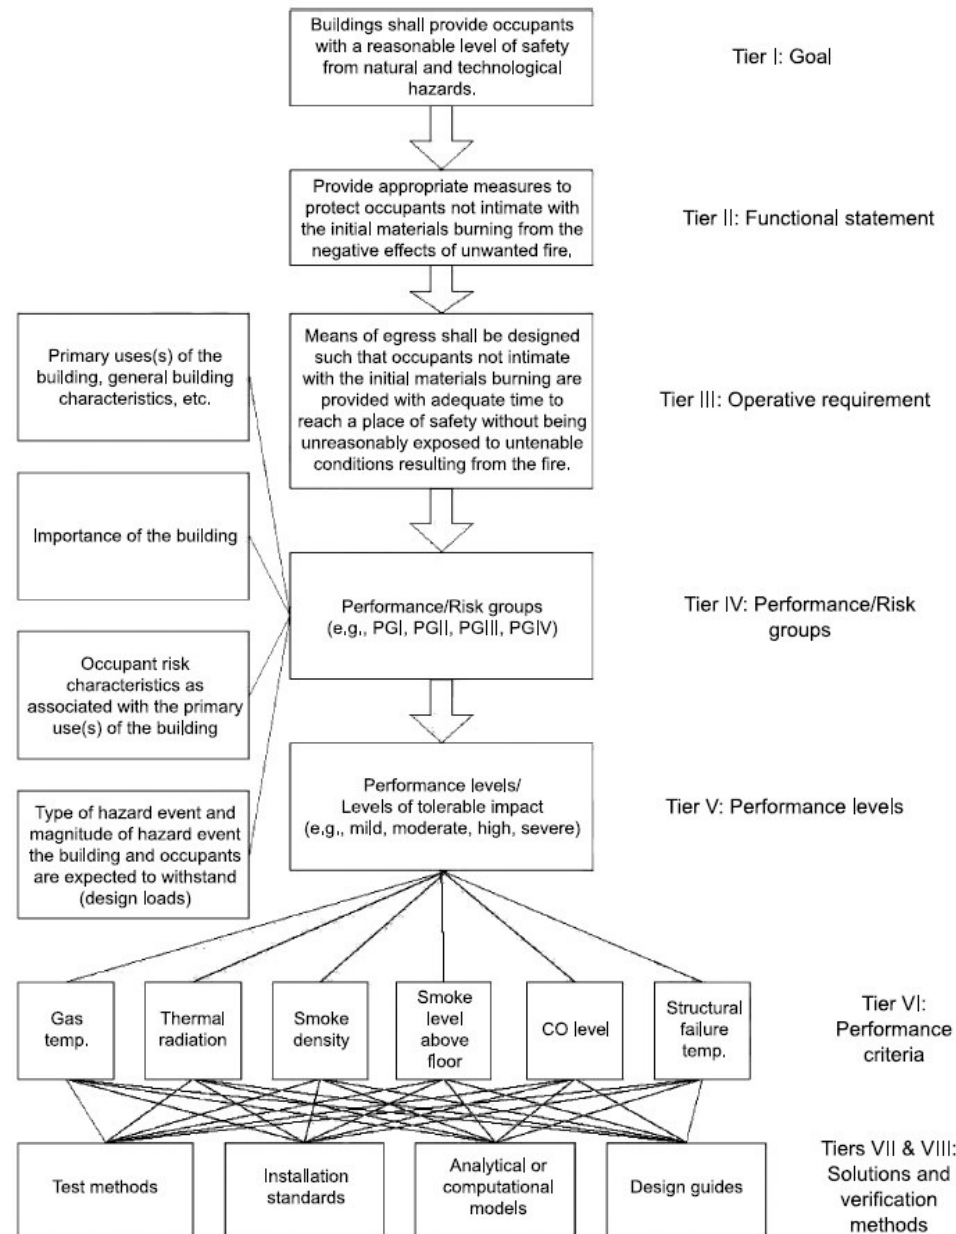 Buildings shall provide occupants
with a reasonable level of safety
from natural and technological
hazards.
Tier I: Goal
Provide appropriate measures to
protect occupants not intimate with
the initial materials burning from the
negative effects of unwanted fire.
Tier II: Functional statement
Means of egress shall be designed
such that occupants not intimate
with the initial materials burning are
provided with adequate time to
reach a place of safety without being
unreasonably exposed to untenable
conditions resulting from the fire.
Tier III: Operative requirement
Primary uses(s) of the
building, general building
characteristics, etc.
Importance of the building
Occupant risk
characteristics as
associated with the primary
use(s) of the building
Type of hazard event and
magnitude of hazard event
the building and occupants
are expected to withstand
(design loads)
Performance/Risk groups
(e.g., PGI, PGII, PGIII, PGIV)
Tier IV: Performance/Risk
groups
Performance levels/
Levels of tolerable impact
(e.g., mild, moderate, high, severe)
Tier V: Performance levels
Gas
temp.
Thermal
radiation
Smoke
density
Smoke
level
above
floor
CO level
Structural
failure
temp.
Tier VI:
Performance
criteria
Test methods
Installation
standards
Analytical or
computational
models
Design guides
Tiers VII & VIII:
Solutions and
verification
methods